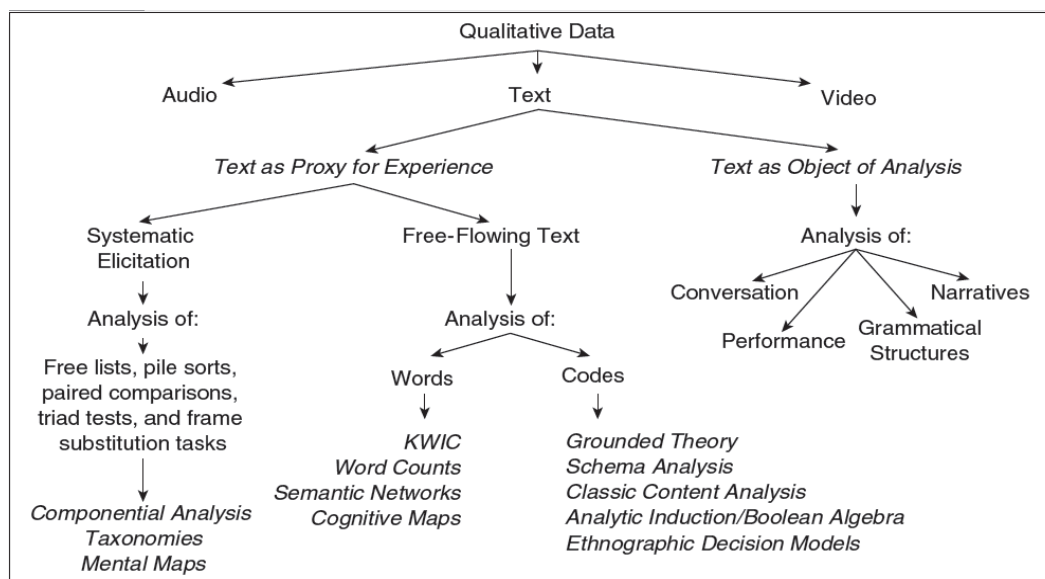 Qualitative Data
Audio
Text
Video
Text as Proxy for Experience
Text as Object of Analysis
Systematic
Elicitation
Free-Flowing Text
Analysis of:
Analysis of:
Free lists, pile sorts,
paired comparisons,
triad tests, and frame
substitution tasks
Componential Analysis
Taxonomies
Mental Maps
Analysis of:
Words
Codes
KWIC
Word Counts
Semantic Networks
Cognitive Maps
Grounded Theory
Schema Analysis
Classic Content Analysis
Analytic Induction/Boolean Algebra
Ethnographic Decision Models
Conversation
Performance
Grammatical
Structures
Narratives